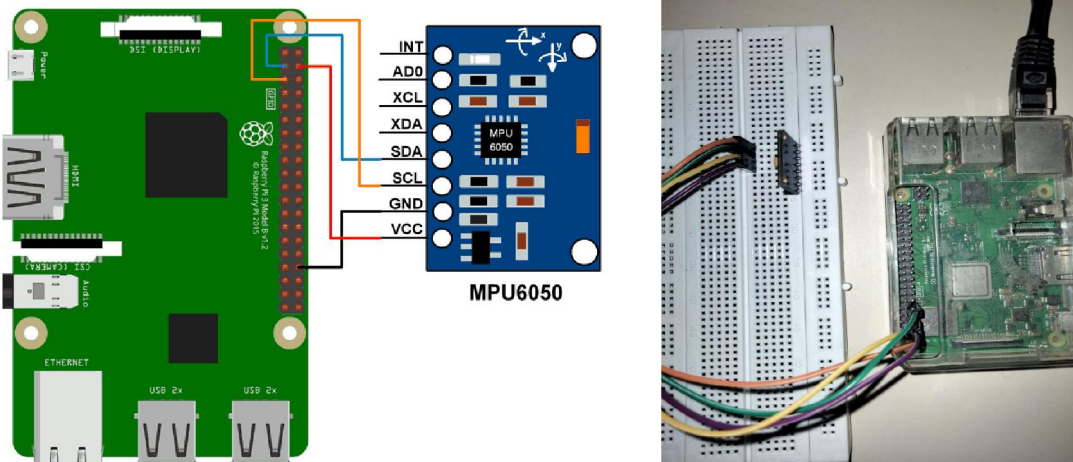 DSI (DISPLAY)
Power
HDMI
CSI (CAMERA)
Audio
ETHERNET
USB 2x
USB 2x
GPIO
Raspberry Pi 3 Model B v1.2
© Raspberry Pi 2015
INT
AD0
XCL
XDA
SDA
SCL
GND
VCC
x
y
MPU
6050
MPU6050